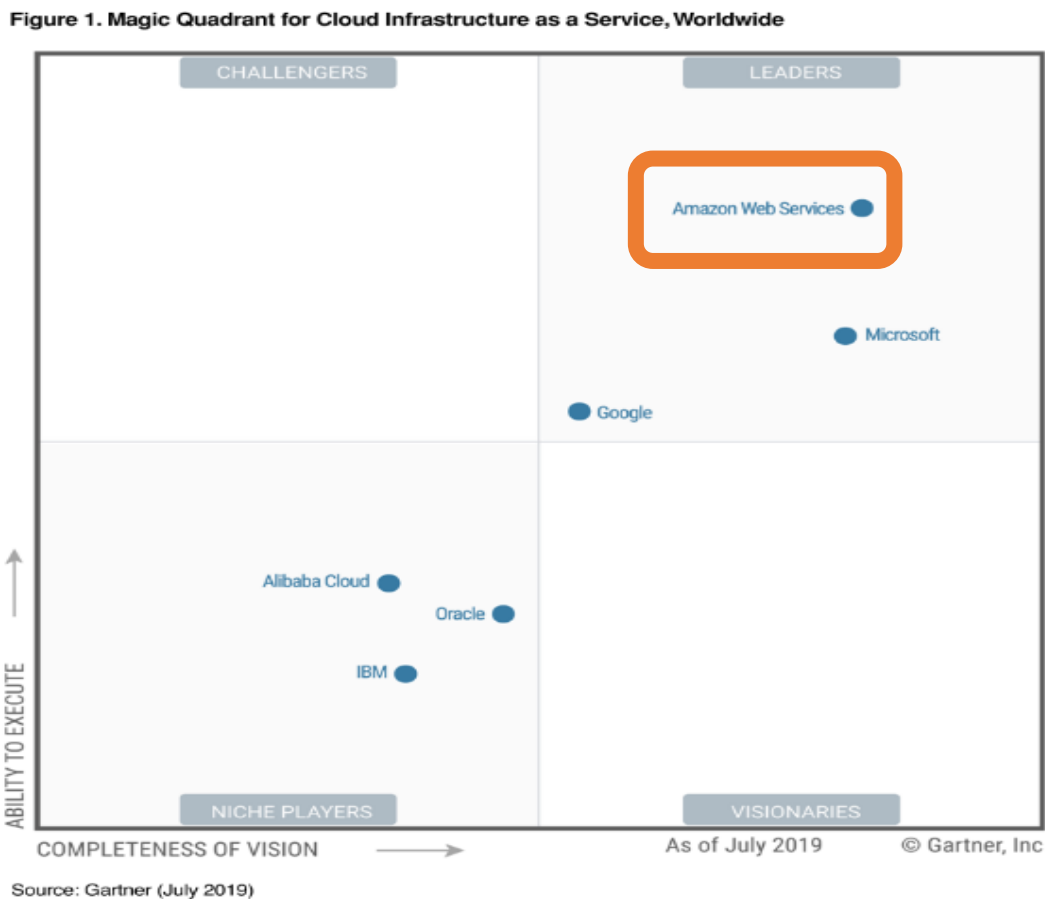 Figure 1. Magic Quadrant for Cloud Infrastructure as a Service, Worldwide
CHALLENGERS
LEADERS
Amazon Web Services
Microsoft
Google
Alibaba Cloud
Oracle
IBM
ABILITY TO EXECUTE
NICHE PLAYERS
VISIONARIES
COMPLETENESS OF VISION
As of July 2019
© Gartner, Inc
Source: Gartner (July 2019)